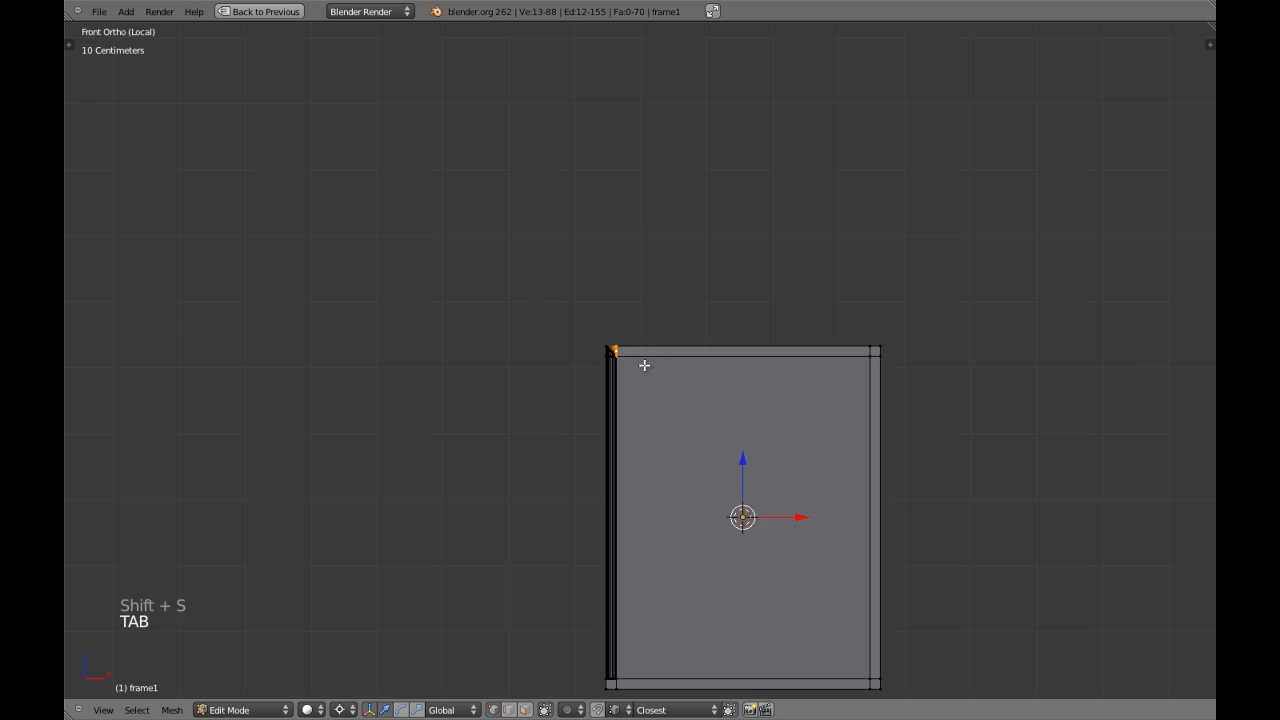 File Add Render Help Back to Previous Blender Render blender.org 262 | Ve:13-88 | Ed:12-155 | Fa:0-70 | frame1
Front Ortho (Local)
10 Centimeters
Shift + S
TAB
(1) frame1
View Select Mesh Edit Mode Global Closest